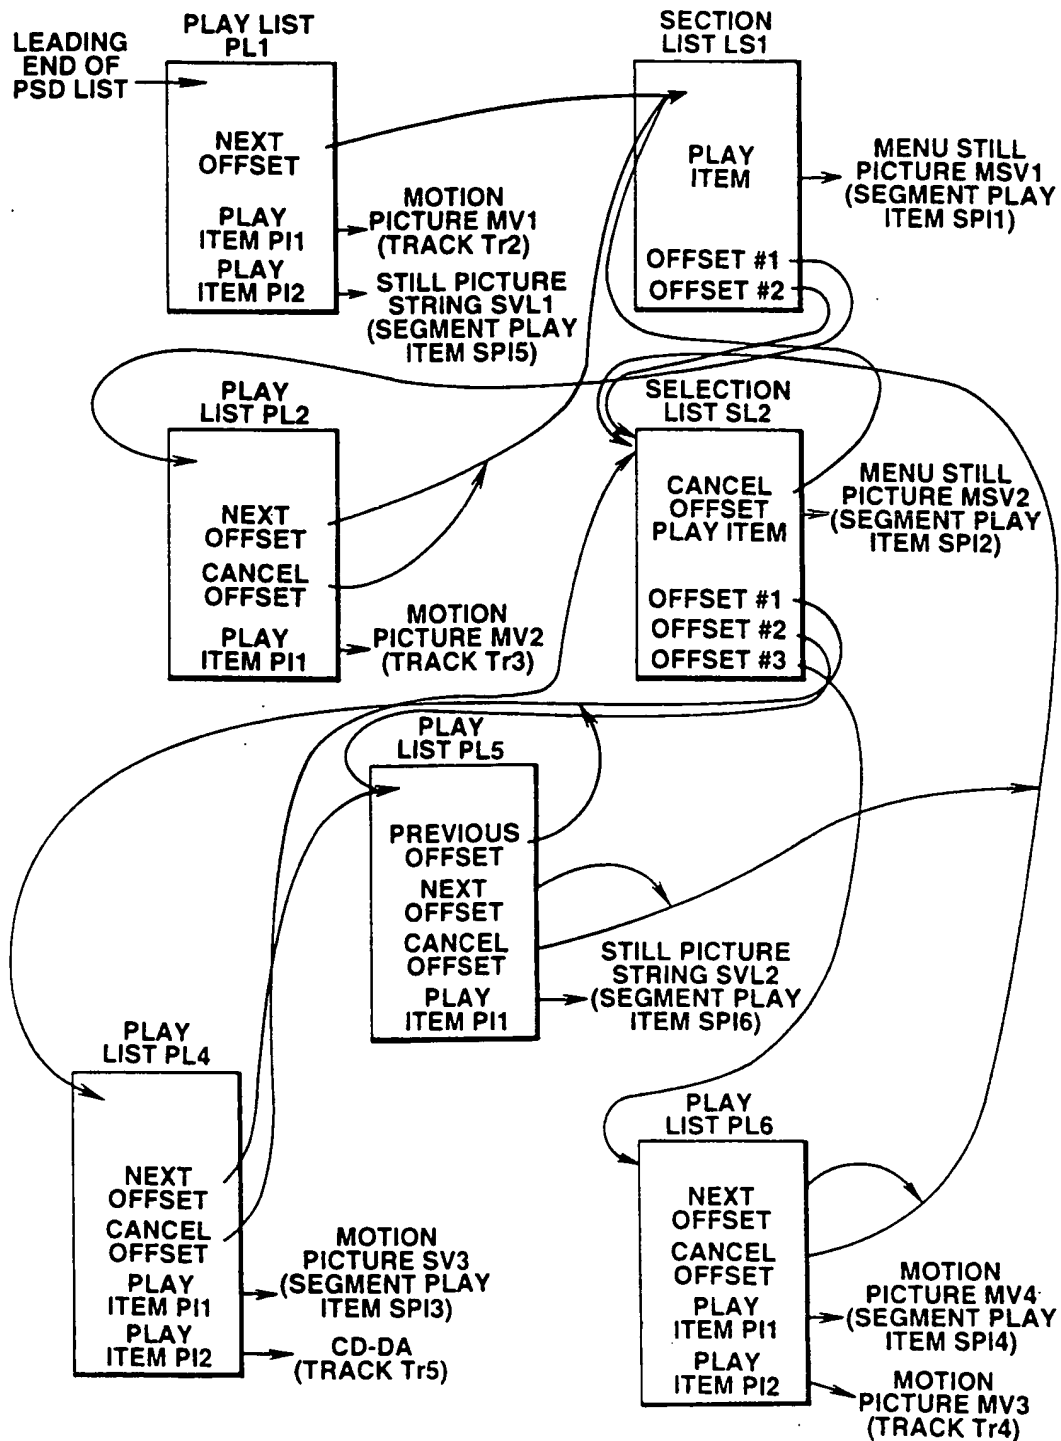 LEADING
END OF
PSD LIST
PLAY LIST
PL1
NEXT
OFFSET
PLAY
ITEM PI1
PLAY
ITEM PI2
MOTION
PICTURE MV1
(TRACK Tr2)
STILL PICTURE
STRING SVL1
(SEGMENT PLAY
ITEM SPI5)
SECTION
LIST LS1
PLAY
ITEM
OFFSET #1
OFFSET #2
MENU STILL
PICTURE MSV1
(SEGMENT PLAY
ITEM SPI1)
PLAY
LIST PL2
NEXT
OFFSET
CANCEL
OFFSET
PLAY
ITEM PI1
MOTION
PICTURE MV2
(TRACK Tr3)
SELECTION
LIST SL2
CANCEL
OFFSET
PLAY ITEM
OFFSET #1
OFFSET #2
OFFSET #3
MENU STILL
PICTURE MSV2
(SEGMENT PLAY
ITEM SPI2)
PLAY
LIST PL5
PREVIOUS
OFFSET
NEXT
OFFSET
CANCEL
OFFSET
PLAY
ITEM PI1
STILL PICTURE
STRING SVL2
(SEGMENT PLAY
ITEM SPI6)
PLAY
LIST PL4
NEXT
OFFSET
CANCEL
OFFSET
PLAY
ITEM PI1
PLAY
ITEM PI2
MOTION
PICTURE SV3
(SEGMENT PLAY
ITEM SPI3)
CD-DA
(TRACK Tr5)
PLAY
LIST PL6
NEXT
OFFSET
CANCEL
OFFSET
PLAY
ITEM PI1
PLAY
ITEM PI2
MOTION
PICTURE MV4
(SEGMENT PLAY
ITEM SPI4)
MOTION
PICTURE MV3
(TRACK Tr4)